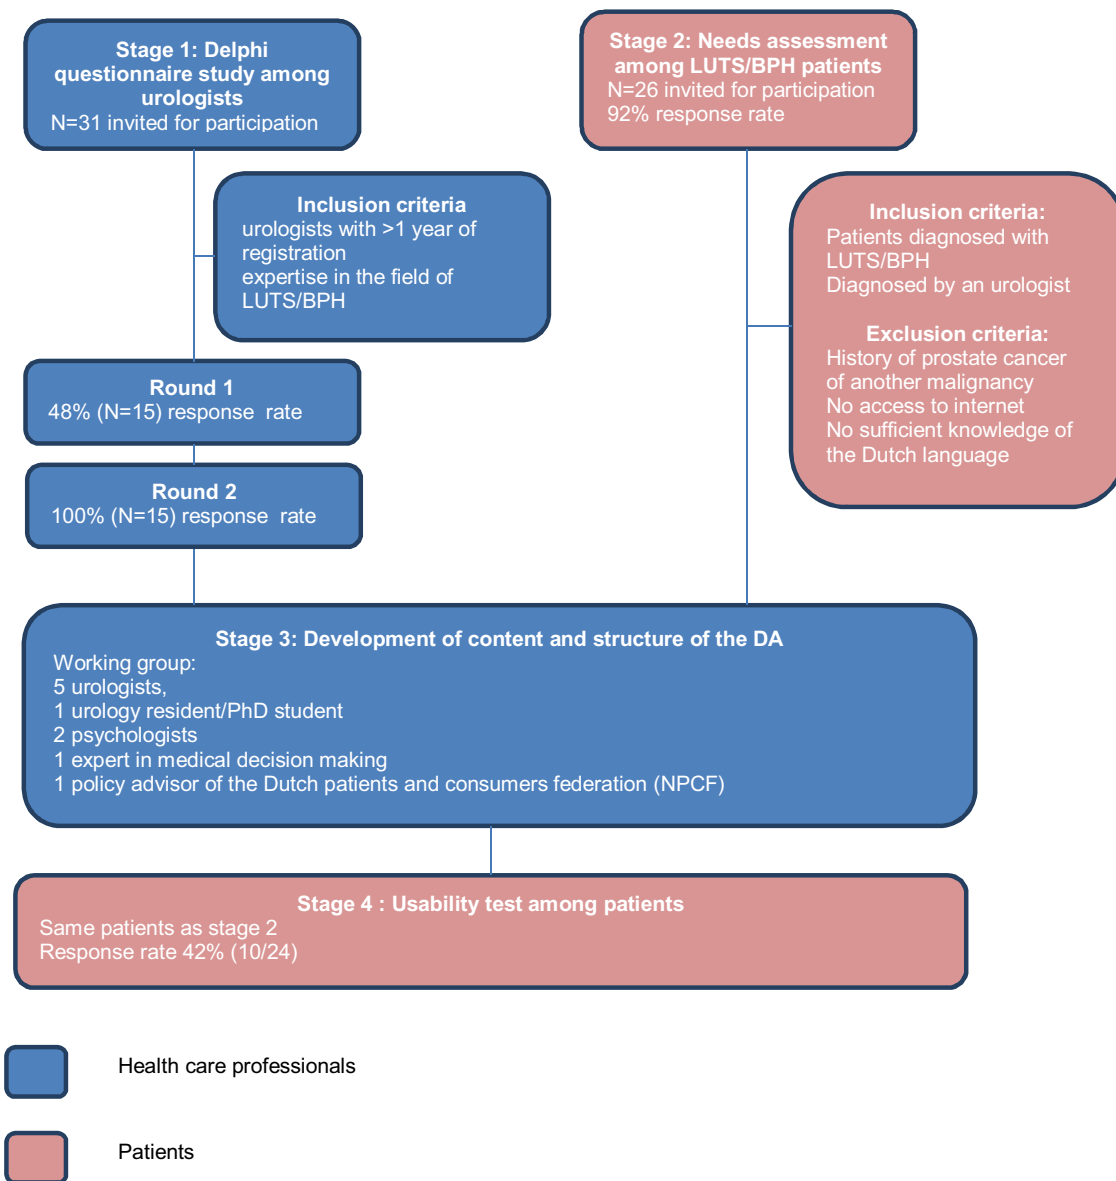 Stage 1: Delphi
questionnaire study among
urologists
N=31 invited for participation
Stage 2: Needs assessment
among LUTS/BPH patients
N=26 invited for participation
92% response rate
Inclusion criteria
urologists with >1 year of
registration
expertise in the field of
LUTS/BPH
Inclusion criteria:
Patients diagnosed with
LUTS/BPH
Diagnosed by an urologist
Exclusion criteria:
History of prostate cancer
of another malignancy
No access to internet
No sufficient knowledge of
the Dutch language
Round 1
48% (N=15) response rate
Round 2
100% (N=15) response rate
Stage 3: Development of content and structure of the DA
Working group:
5 urologists,
1 urology resident/PhD student
2 psychologists
1 expert in medical decision making
1 policy advisor of the Dutch patients and consumers federation (NPCF)
Stage 4 : Usability test among patients
Same patients as stage 2
Response rate 42% (10/24)
Health care professionals
Patients